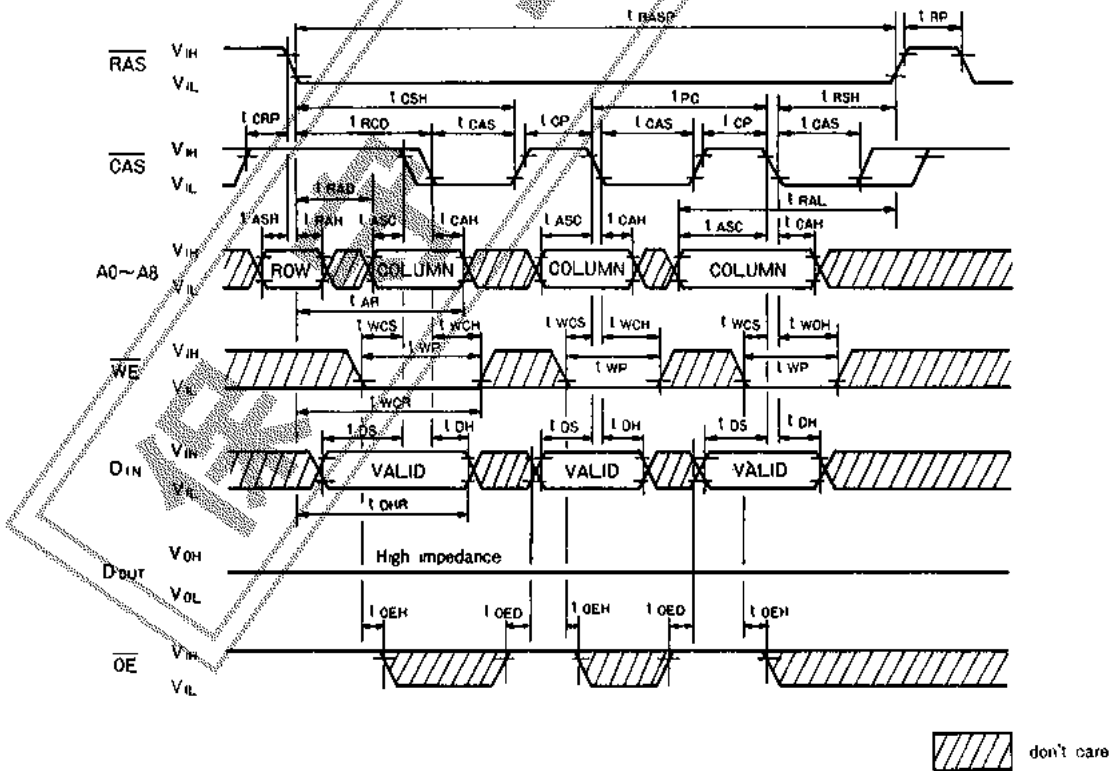 t RASP t RP
RAS VIH
VIL
t CSH t PC t RSH
t CRP t RCD t CAS t CP t CAS t CP t CAS
CAS VIH
VIL
t RAD t RAL
t ASR t RAH t ASC t CAH t ASC t CAH t ASC t CAH
A0~A8 VIH
VIL
ROW COLUMN COLUMN COLUMN
t AR
t WCS t WCH t WCS t WCH t WCS t WCH
t WP t WP t WP
WE VIH
VIL
t WCR
t DS t DH t DS t DH t DS t DH
DIN VIH
VIL
VALID VALID VALID
t DHR
DOUT VOH
VOL
High impedance
t OEH t OED t OEH t OED t OEH
OE VIH
VIL
don't care